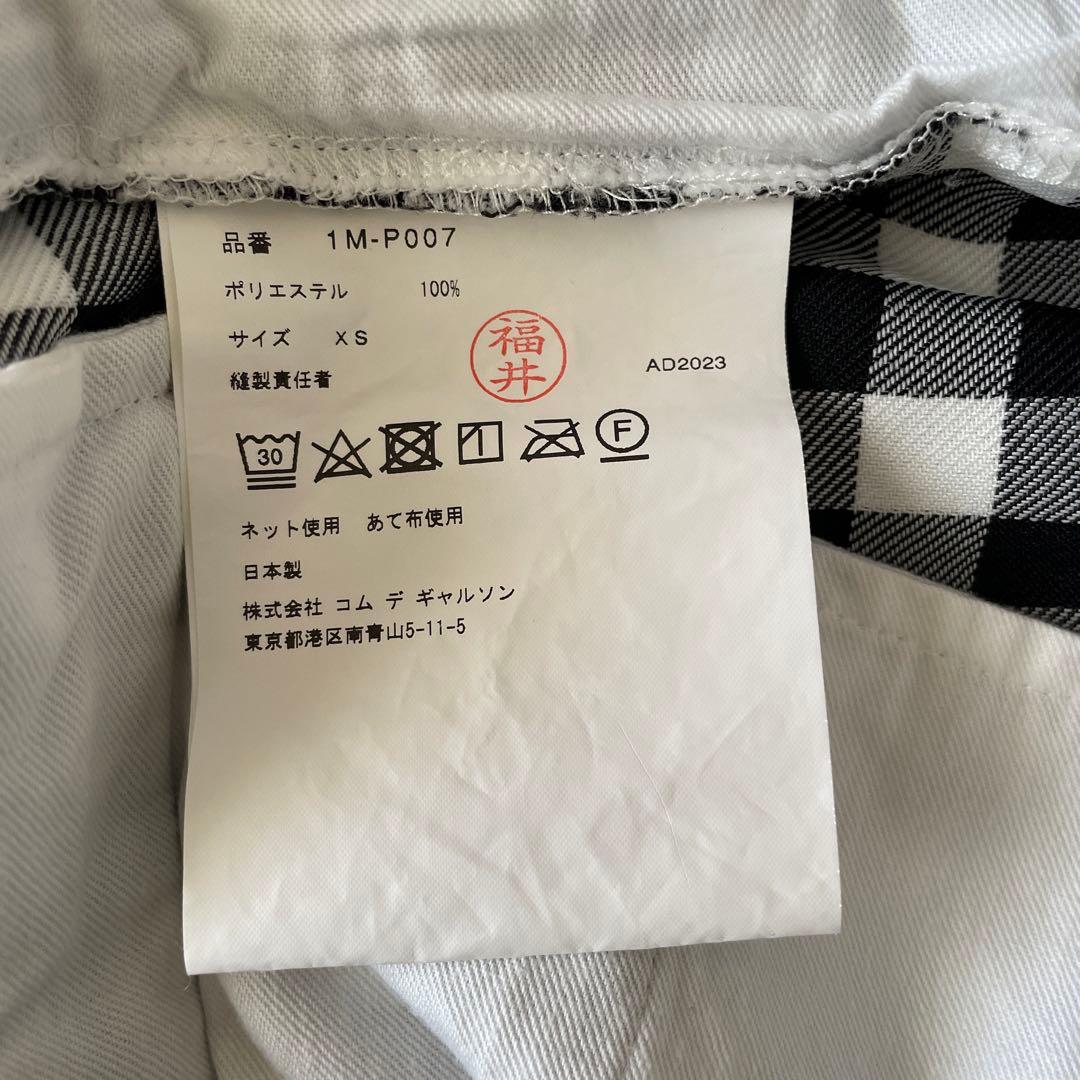 品番 1M-P007
ポリエステル 100%
サイズ XS
縫製責任者
福井
AD2023
30
F
ネット使用 あて布使用
日本製
株式会社 コム デ ギャルソン
東京都港区南青山5-11-5